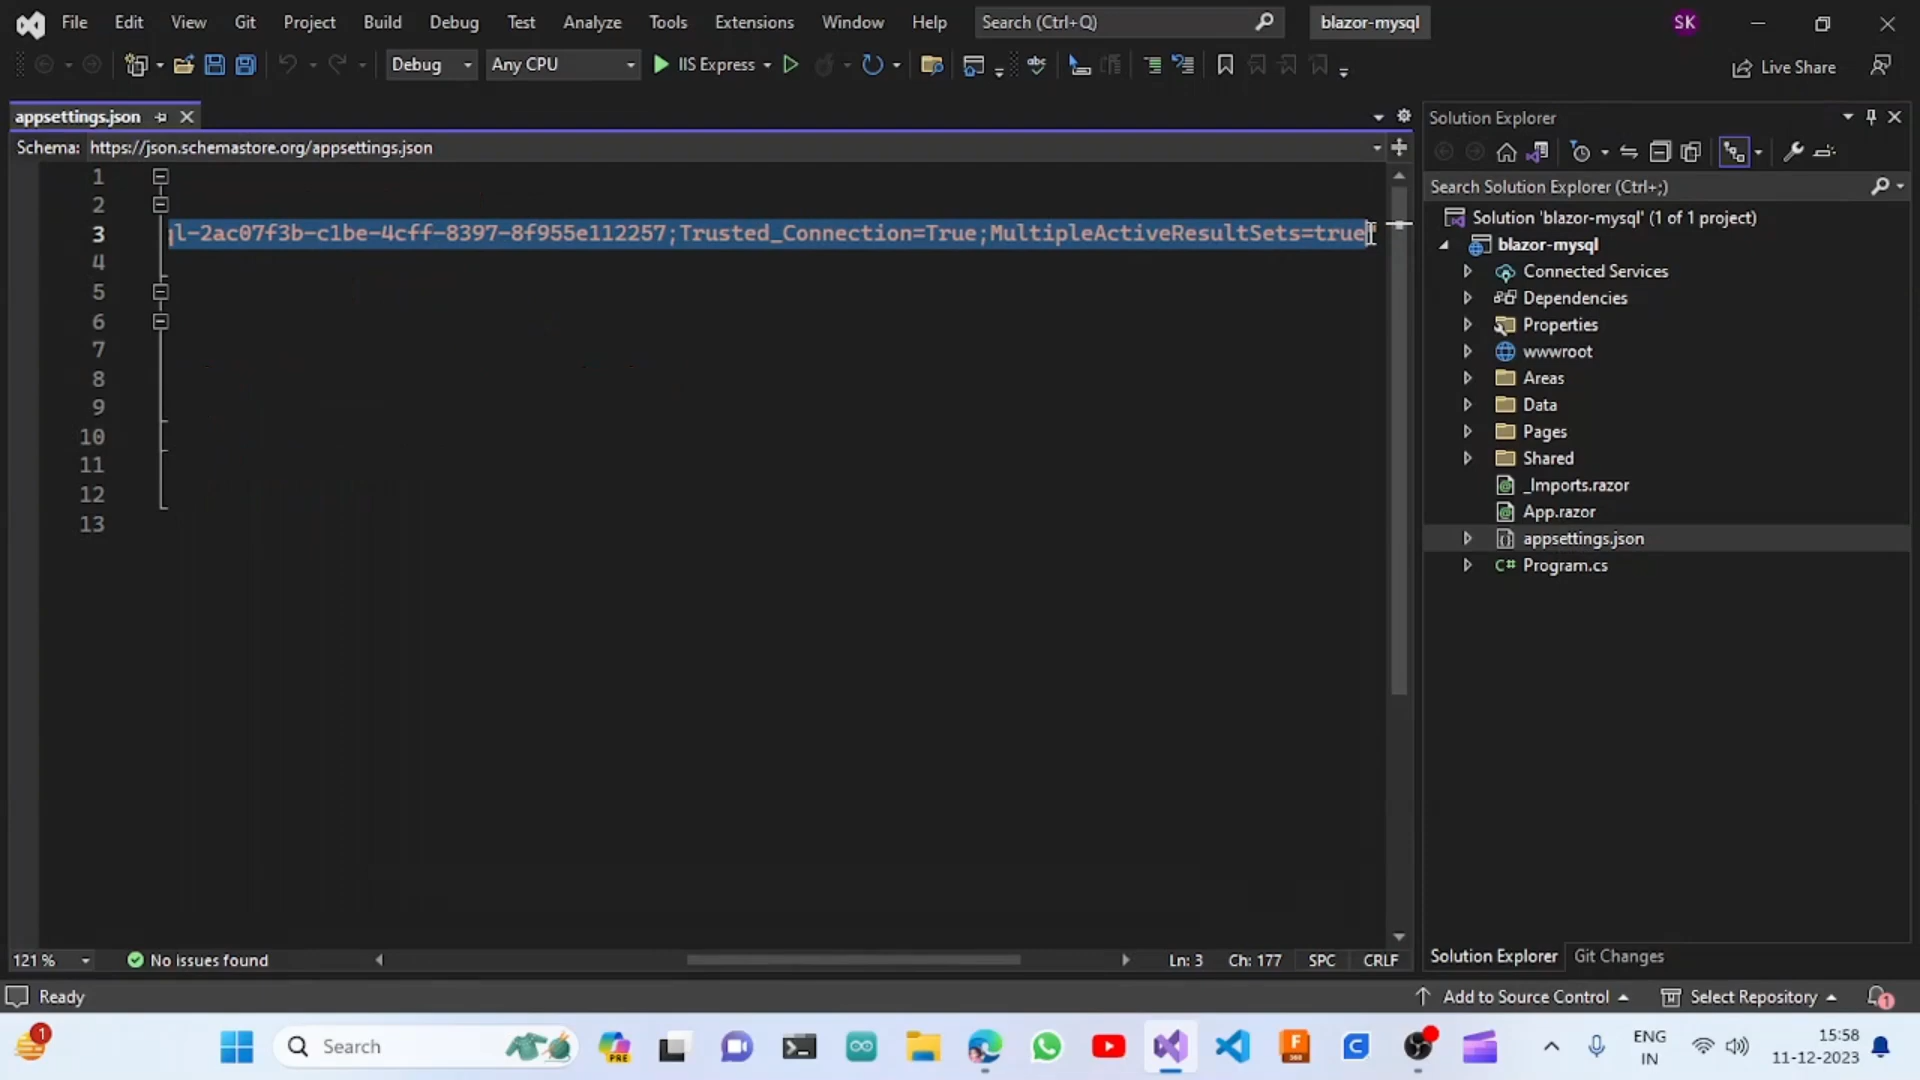 File Edit View Git Project Build Debug Test Analyze Tools Extensions Window Help Search (Ctrl+Q) blazor-mysql SK
Debug Any CPU IIS Express Live Share
appsettings.json
Schema: https://json.schemastore.org/appsettings.json
1
2
3 ql-2ac07f3b-c1be-4cff-8397-8f955e112257;Trusted_Connection=True;MultipleActiveResultSets=true"
4
5
6
7
8
9
10
11
12
13
121 % No issues found Ln: 3 Ch: 177 SPC CRLF
Solution Explorer
Search Solution Explorer (Ctrl+;)
Solution 'blazor-mysql' (1 of 1 project)
blazor-mysql
Connected Services
Dependencies
Properties
wwwroot
Areas
Data
Pages
Shared
_Imports.razor
App.razor
appsettings.json
C# Program.cs
Solution Explorer Git Changes
Ready Add to Source Control Select Repository 1
1 Search PRE ENG 15:58
IN 11-12-2023